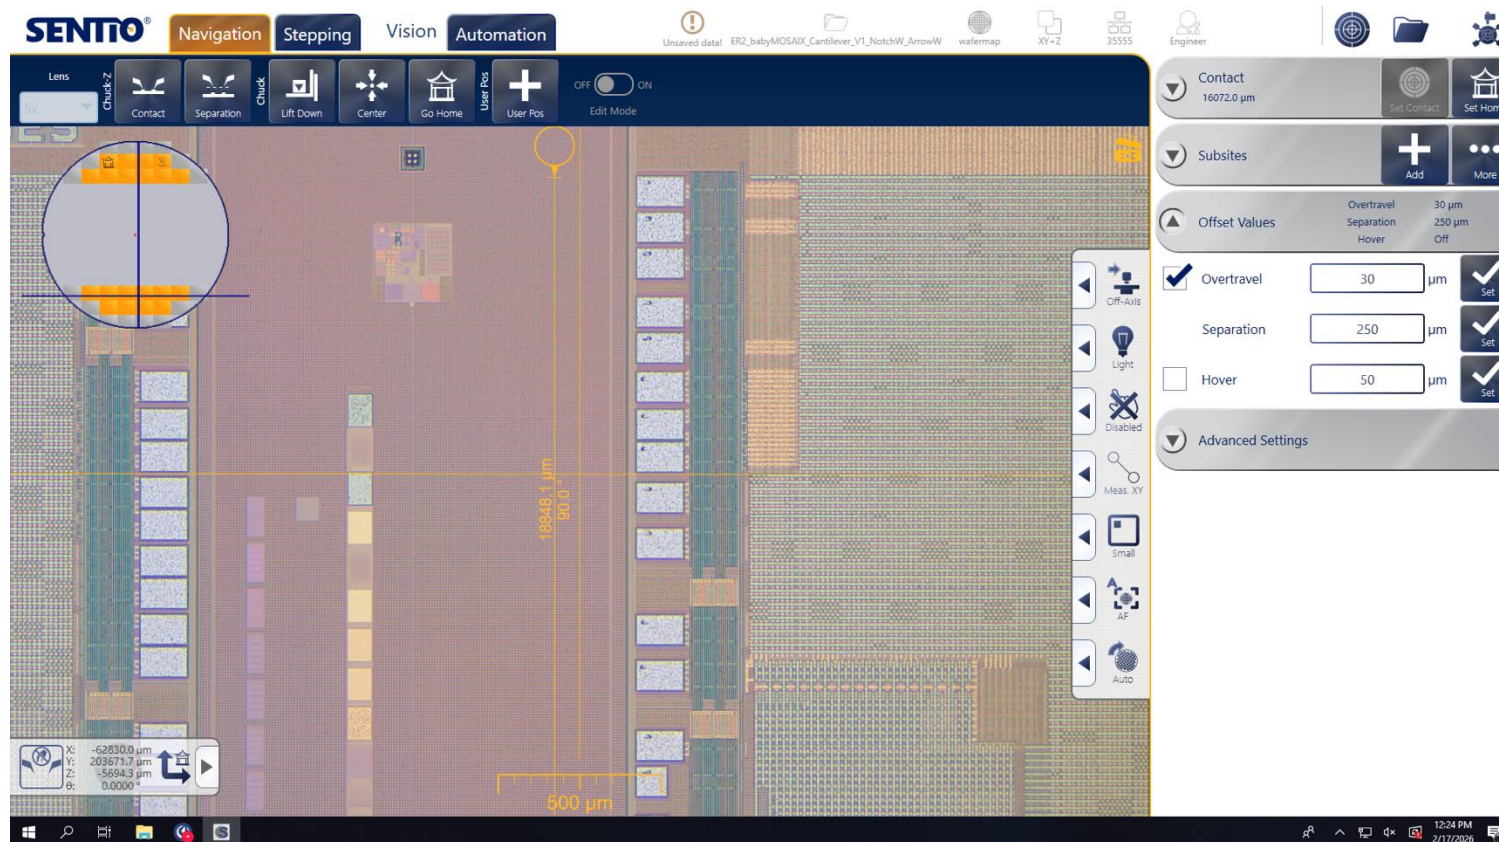 SENTIO®
Navigation
Stepping
Vision
Automation
Unsaved data!
ER2_babyMOSAIX_Cantilever_V1_NotchW_ArrowW
wafermap
XY+Z
35555
Engineer
Lens
5x
Chuck-Z
Contact
Separation
Chuck
Lift Down
Center
Go Home
User Pos
User Pos
OFF
ON
Edit Mode
Contact
16072.0 µm
Set Contact
Set Hom
Subsites
Add
More
Offset Values
Overtravel 30 µm
Separation 250 µm
Hover Off
Overtravel 30 µm Set
Separation 250 µm Set
Hover 50 µm Set
Advanced Settings
Off-Axis
Light
Disabled
Meas. XY
Small
A
AF
Auto
18848.1 µm
90.0 °
500 µm
X: -62830.0 µm
Y: 203671.7 µm
Z: -5694.3 µm
θ: 0.0000 °
12:24 PM
2/17/2026